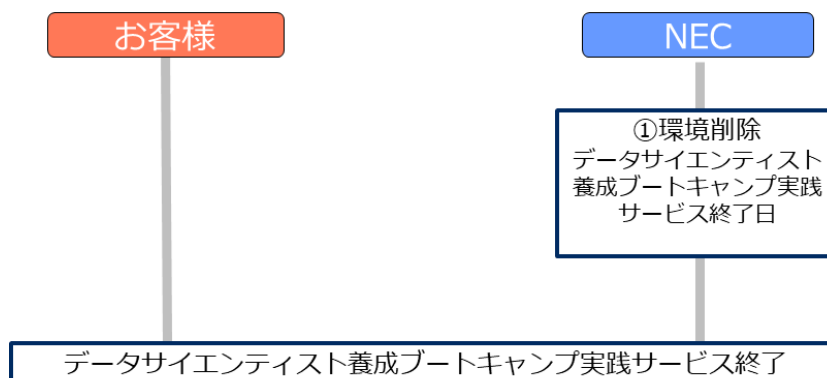 お客様
NEC
①環境削除
データサイエンティスト
養成ブートキャンプ実践
サービス終了日
データサイエンティスト養成ブートキャンプ実践サービス終了